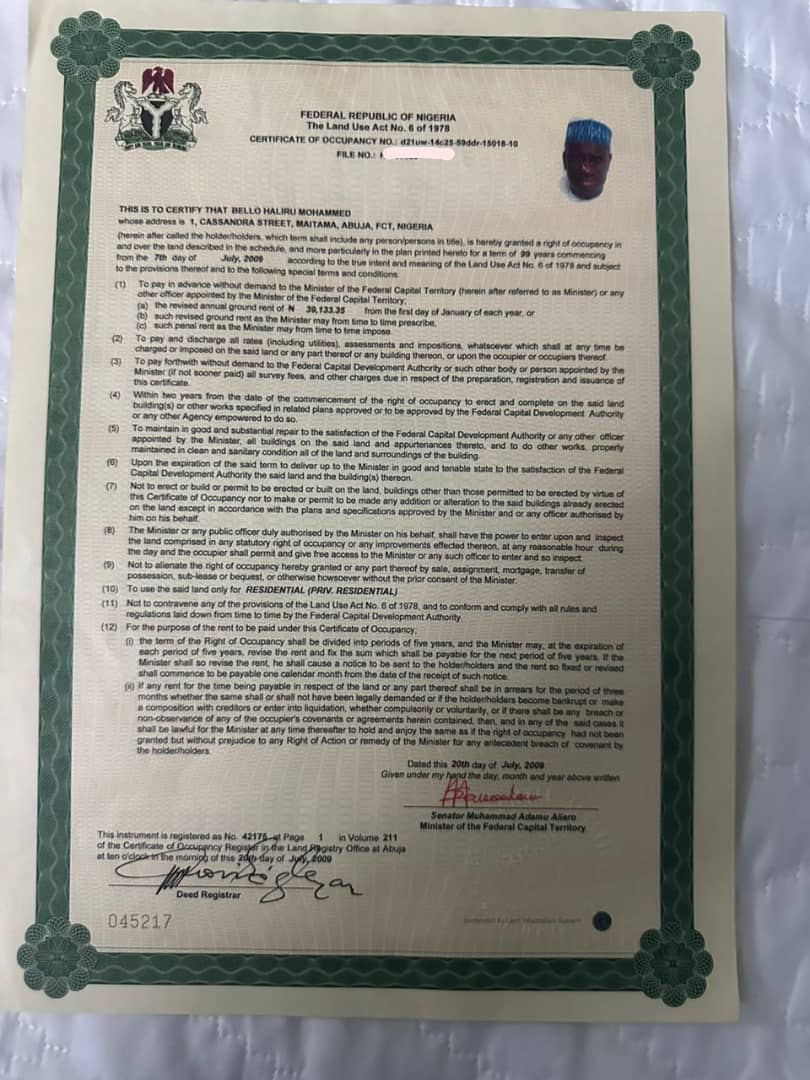 FEDERAL REPUBLIC OF NIGERIA
The Land Use Act No. 6 of 1978
CERTIFICATE OF OCCUPANCY NO.: d21uw-14c25-59ddr-15018-10
FILE NO.:
THIS IS TO CERTIFY THAT BELLO HALIRU MOHAMMED
whose address is 1, CASSANDRA STREET, MAITAMA, ABUJA, FCT, NIGERIA
(herein after called the holder/holders, which term shall include any person/persons in title), is hereby granted a right of occupancy in
and over the land described in the schedule, and more particularly in the plan printed hereto for a term of 99 years commencing
from the 7th day of July, 2009 according to the true intent and meaning of the Land Use Act No. 6 of 1978 and subject
to the provisions thereof and to the following special terms and conditions:
(1) To pay in advance without demand to the Minister of the Federal Capital Territory (herein after referred to as Minister) or any
other officer appointed by the Minister of the Federal Capital Territory;
(a) the revised annual ground rent of ₦ 39,133.35 from the first day of January of each year, or
(b) such revised ground rent as the Minister may from time to time prescribe,
(c) such penal rent as the Minister may from time to time impose.
(2) To pay and discharge all rates (including utilities), assessments and impositions, whatsoever which shall at any time be
charged or imposed on the said land or any part thereof or any building thereon, or upon the occupier or occupiers thereof.
(3) To pay forthwith without demand to the Federal Capital Development Authority or such other body or person appointed by the
Minister (if not sooner paid) all survey fees, and other charges due in respect of the preparation, registration and issuance of
this certificate.
(4) Within two years from the date of the commencement of the right of occupancy to erect and complete on the said land
building(s) or other works specified in related plans approved or to be approved by the Federal Capital Development Authority
or any other Agency empowered to do so.
(5) To maintain in good and substantial repair to the satisfaction of the Federal Capital Development Authority or any other officer
appointed by the Minister, all buildings on the said land and appurtenances thereto, and to do other works, properly
maintained in clean and sanitary condition all of the land and surroundings of the building.
(6) Upon the expiration of the said term to deliver up to the Minister in good and tenable state to the satisfaction of the Federal
Capital Development Authority the said land and the building(s) thereon.
(7) Not to erect or build or permit to be erected or built on the land, buildings other than those permitted to be erected by virtue of
this Certificate of Occupancy nor to make or permit to be made any addition or alteration to the said buildings already erected
on the land except in accordance with the plans and specifications approved by the Minister or and any officer authorised by
him on his behalf.
(8) The Minister or any public officer duly authorised by the Minister on his behalf, shall have the power to enter upon and inspect
the land comprised in any statutory right of occupancy or any improvements effected thereon, at any reasonable hour during
the day and the occupier shall permit and give free access to the Minister or any such officer to enter and so inspect.
(9) Not to alienate the right of occupancy hereby granted or any part thereof by sale, assignment, mortgage, transfer of
possession, sub-lease or bequest, or otherwise howsoever without the prior consent of the Minister.
(10) To use the said land only for RESIDENTIAL (PRIV. RESIDENTIAL)
(11) Not to contravene any of the provisions of the Land Use Act No. 6 of 1978, and to conform and comply with all rules and
regulations laid down from time to time by the Federal Capital Development Authority.
(12) For the purpose of the rent to be paid under this Certificate of Occupancy;
(i) the term of the Right of Occupancy shall be divided into periods of five years, and the Minister may, at the expiration of
each period of five years, revise the rent and fix the sum which shall be payable for the next period of five years. If the
Minister shall so revise the rent, he shall cause a notice to be sent to the holder/holders and the rent so fixed or revised
shall commence to be payable one calendar month from the date of the receipt of such notice.
(ii) If any rent for the time being payable in respect of the land or any part thereof shall be in arrears for the period of three
months whether the same shall or shall not have been legally demanded or if the holder/holders become bankrupt or make
a composition with creditors or enter into liquidation, whether compulsorily or voluntarily, or if there shall be any breach or
non-observance of any of the occupier's covenants or agreements herein contained, then, and in any of the said cases it
shall be lawful for the Minister at any time thereafter to hold and enjoy the same as if the right of occupancy had not been
granted but without prejudice to any Right of Action or remedy of the Minister for any antecedent breach of covenant by
the holder/holders.
Dated this 20th day of July, 2009
Given under my hand the day, month and year above written
Senator Muhammad Adamu Aliero
Minister of the Federal Capital Territory
This instrument is registered as No. 42175 at Page 1 in Volume 211
of the Certificate of Occupancy Register in the Land Registry Office at Abuja
at ten o'clock in the morning of this 20th day of July, 2009
Deed Registrar
045217